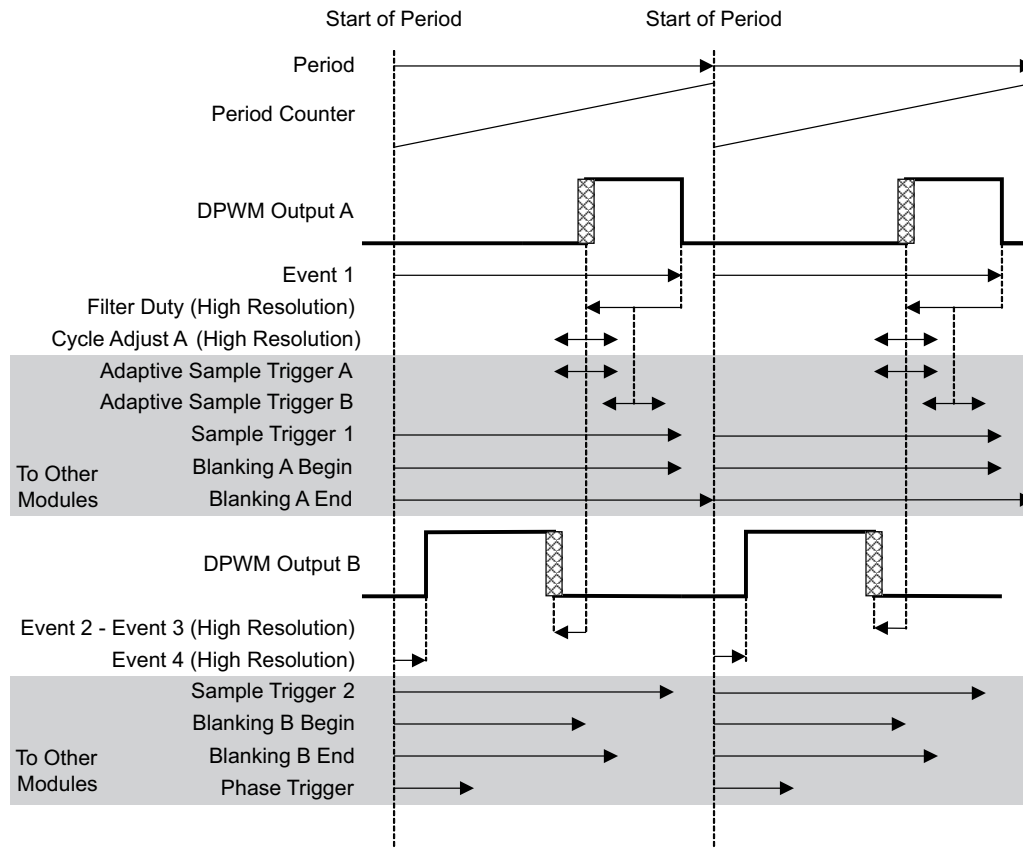 Start of Period
Start of Period
Period
Period Counter
DPWM Output A
Event 1
Filter Duty (High Resolution)
Cycle Adjust A (High Resolution)
Adaptive Sample Trigger A
Adaptive Sample Trigger B
Sample Trigger 1
Blanking A Begin
To Other
Modules
Blanking A End
DPWM Output B
Event 2 - Event 3 (High Resolution)
Event 4 (High Resolution)
Sample Trigger 2
Blanking B Begin
To Other
Modules
Blanking B End
Phase Trigger